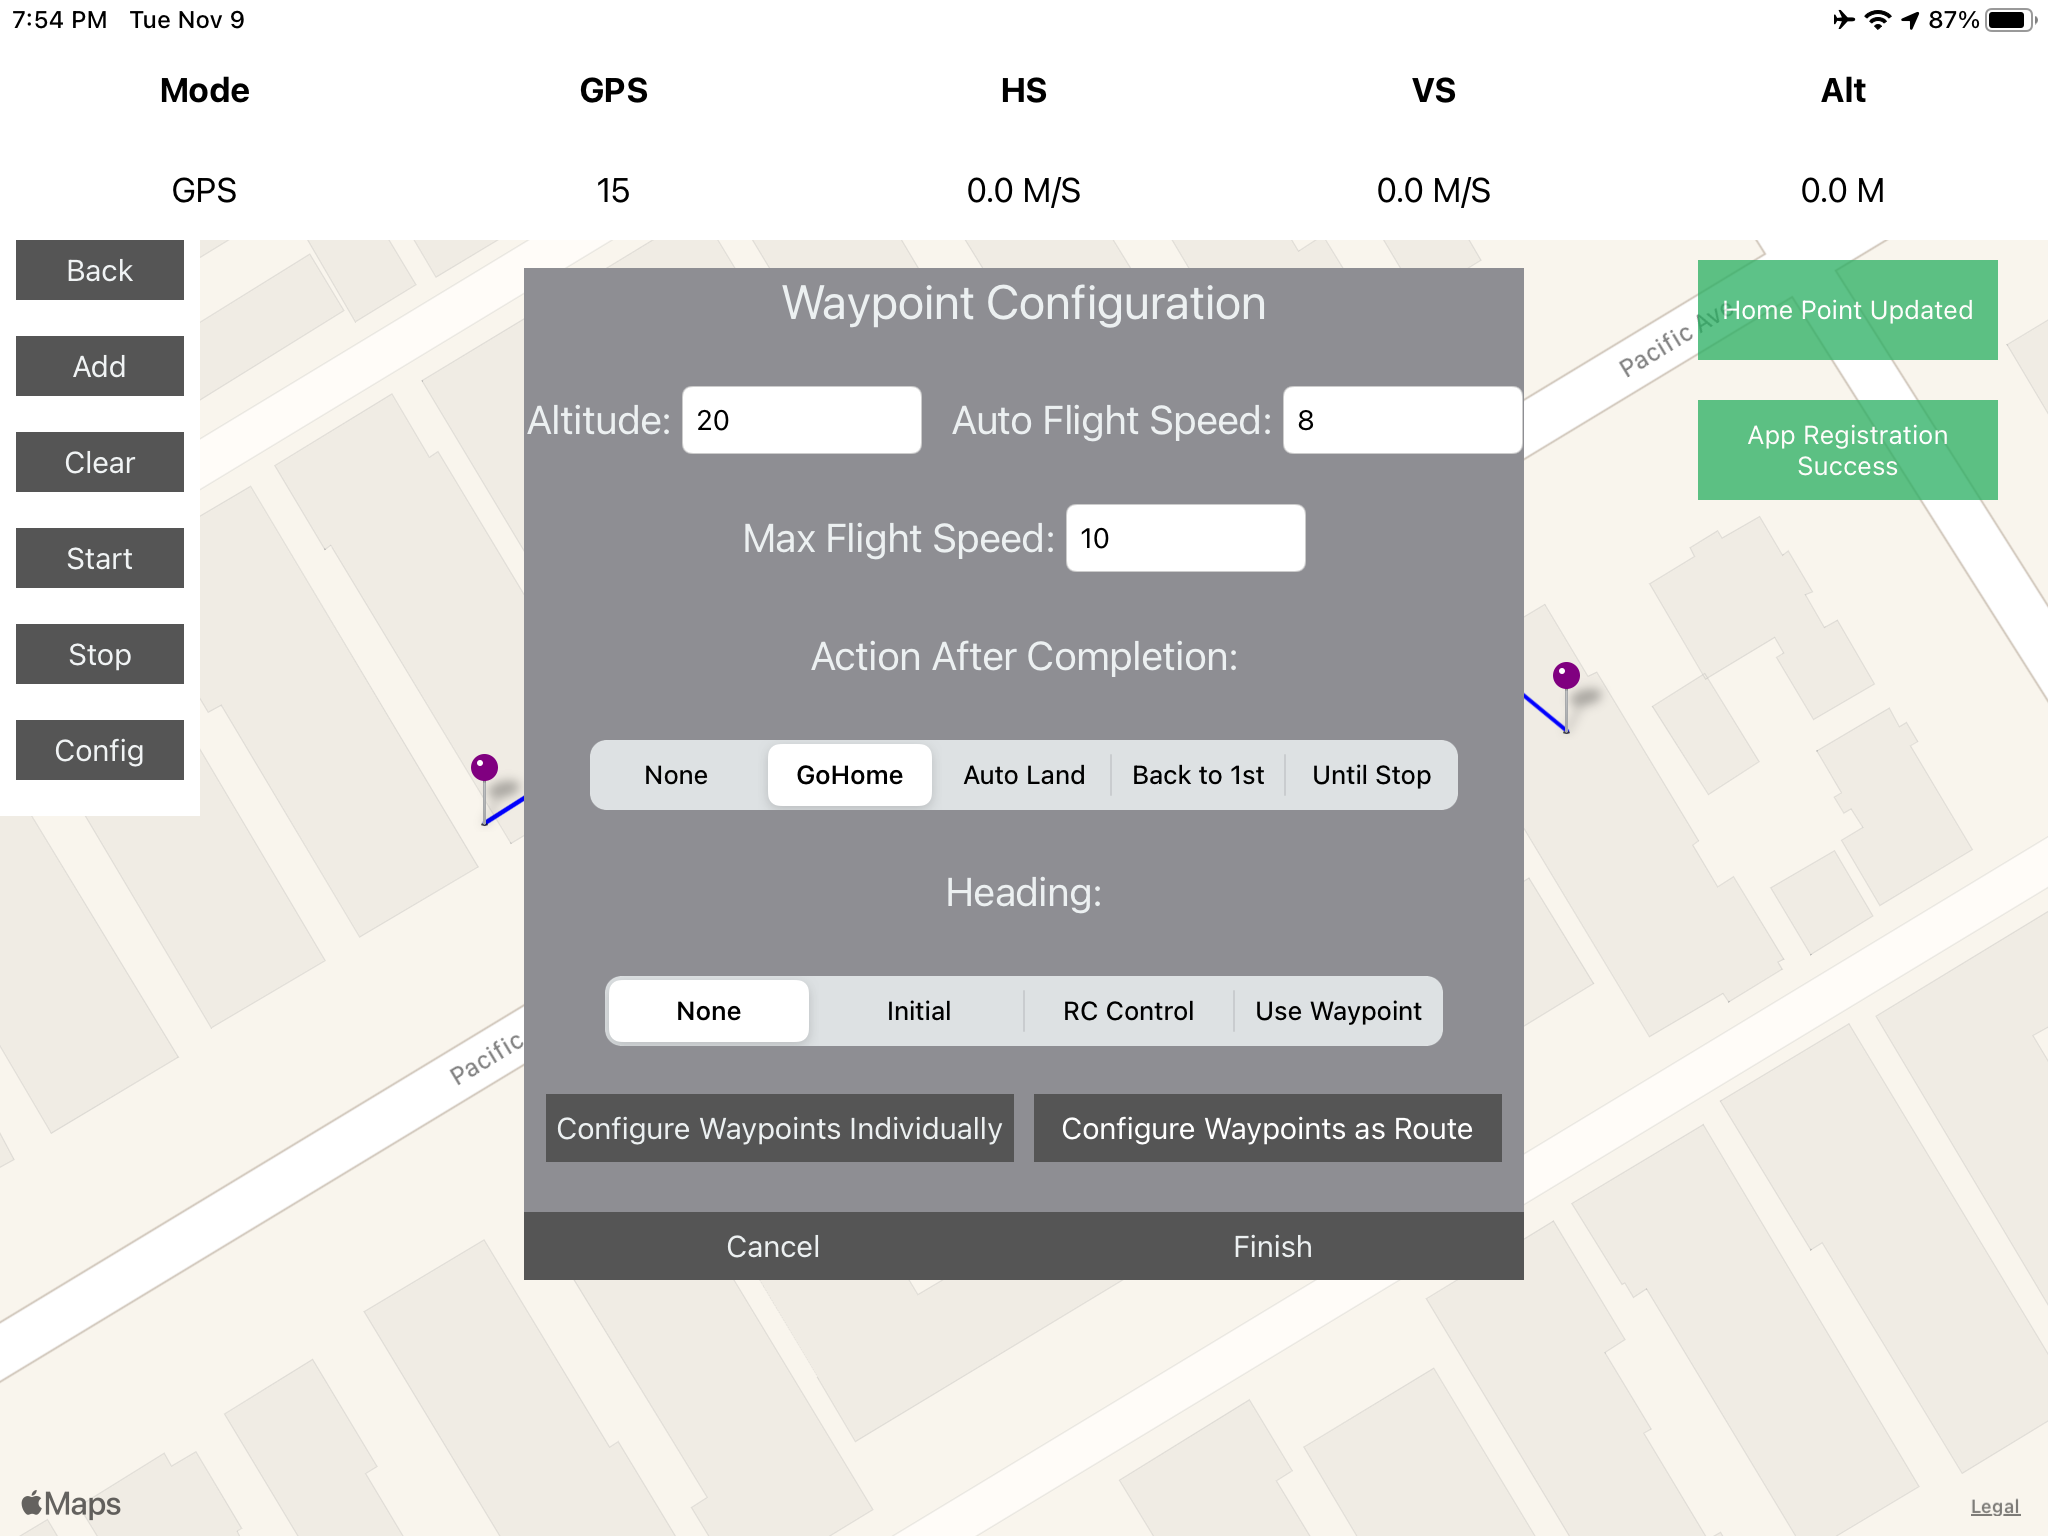 7:54 PM Tue Nov 9 87%
Mode GPS HS VS Alt
GPS 15 0.0 M/S 0.0 M/S 0.0 M
Back
Add
Clear
Start
Stop
Config
Waypoint Configuration
Altitude: 20 Auto Flight Speed: 8
Max Flight Speed: 10
Action After Completion:
None GoHome Auto Land Back to 1st Until Stop
Heading:
None Initial RC Control Use Waypoint
Configure Waypoints Individually Configure Waypoints as Route
Cancel Finish
Home Point Updated
App Registration
Success
Pacific Ave
Pacific
Maps
Legal